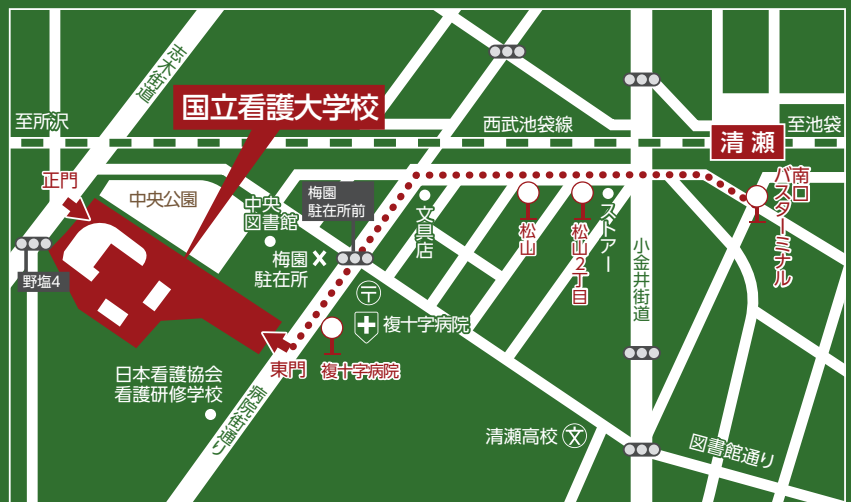 志木街道
国立看護大学校
至所沢
西武池袋線
清瀬
至池袋
正門
中央公園
中央
図書館
梅園
駐在所前
文具店
松山
松山2丁目
ストアー
南口
バスターミナル
梅園
駐在所
野塩4
小金井街道
〒
複十字病院
東門
複十字病院
日本看護協会
看護研修学校
病院街通り
清瀬高校
文
図書館通り